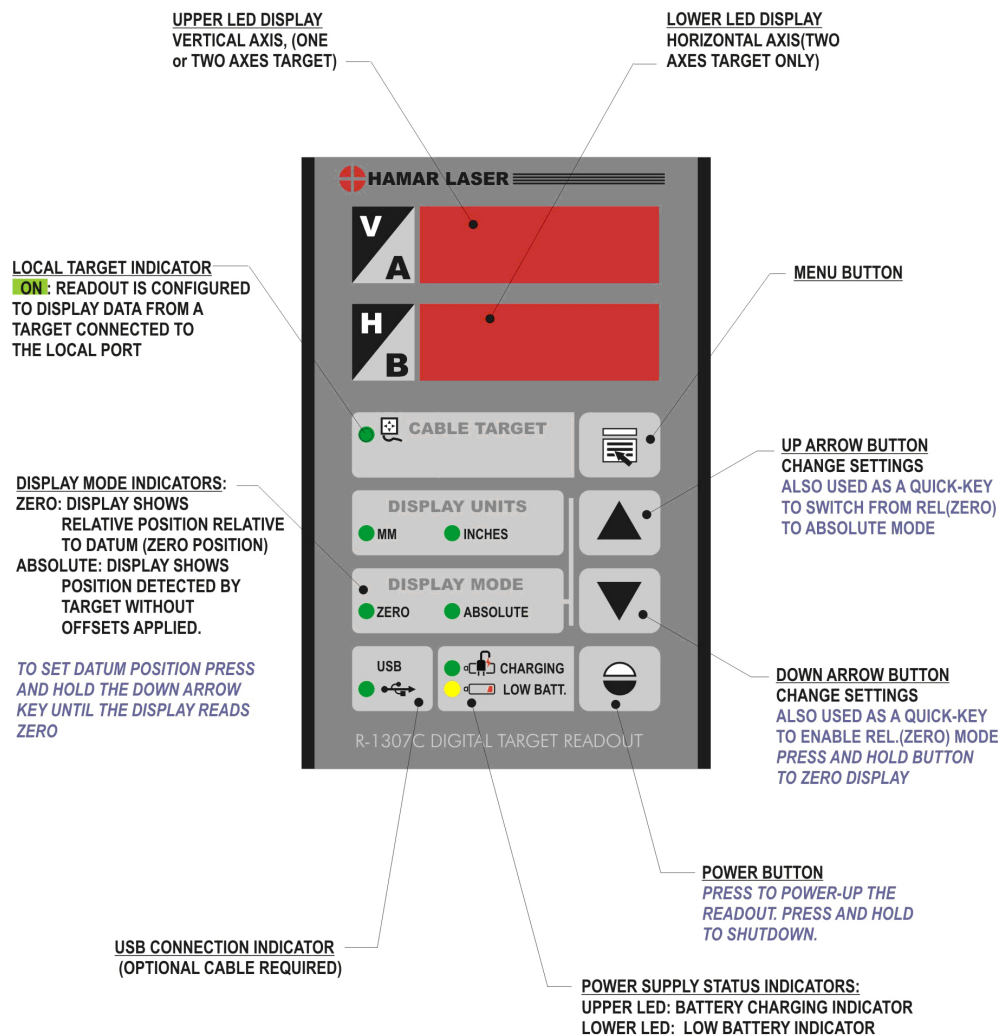 UPPER LED DISPLAY
VERTICAL AXIS, (ONE
or TWO AXES TARGET)
LOWER LED DISPLAY
HORIZONTAL AXIS(TWO
AXES TARGET ONLY)
HAMAR LASER
V
A
H
B
LOCAL TARGET INDICATOR
ON : READOUT IS CONFIGURED
TO DISPLAY DATA FROM A
TARGET CONNECTED TO
THE LOCAL PORT
MENU BUTTON
CABLE TARGET
UP ARROW BUTTON
CHANGE SETTINGS
ALSO USED AS A QUICK-KEY
TO SWITCH FROM REL(ZERO)
TO ABSOLUTE MODE
DISPLAY MODE INDICATORS:
ZERO: DISPLAY SHOWS
RELATIVE POSITION RELATIVE
TO DATUM (ZERO POSITION)
ABSOLUTE: DISPLAY SHOWS
POSITION DETECTED BY
TARGET WITHOUT
OFFSETS APPLIED.
TO SET DATUM POSITION PRESS
AND HOLD THE DOWN ARROW
KEY UNTIL THE DISPLAY READS
ZERO
DISPLAY UNITS
MM INCHES
DISPLAY MODE
ZERO ABSOLUTE
USB
CHARGING
LOW BATT.
R-1307C DIGITAL TARGET READOUT
DOWN ARROW BUTTON
CHANGE SETTINGS
ALSO USED AS A QUICK-KEY
TO ENABLE REL.(ZERO) MODE
PRESS AND HOLD BUTTON
TO ZERO DISPLAY
POWER BUTTON
PRESS TO POWER-UP THE
READOUT. PRESS AND HOLD
TO SHUTDOWN.
USB CONNECTION INDICATOR
(OPTIONAL CABLE REQUIRED)
POWER SUPPLY STATUS INDICATORS:
UPPER LED: BATTERY CHARGING INDICATOR
LOWER LED: LOW BATTERY INDICATOR